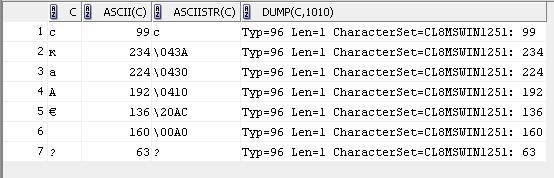 C ASCII(C) ASCIISTR(C) DUMP(C,1010)
1 c 99 c Typ=96 Len=1 CharacterSet=CL8MSWIN1251: 99
2 к 234 \043A Typ=96 Len=1 CharacterSet=CL8MSWIN1251: 234
3 а 224 \0430 Typ=96 Len=1 CharacterSet=CL8MSWIN1251: 224
4 А 192 \0410 Typ=96 Len=1 CharacterSet=CL8MSWIN1251: 192
5 € 136 \20AC Typ=96 Len=1 CharacterSet=CL8MSWIN1251: 136
6 160 \00A0 Typ=96 Len=1 CharacterSet=CL8MSWIN1251: 160
7 ? 63 ? Typ=96 Len=1 CharacterSet=CL8MSWIN1251: 63